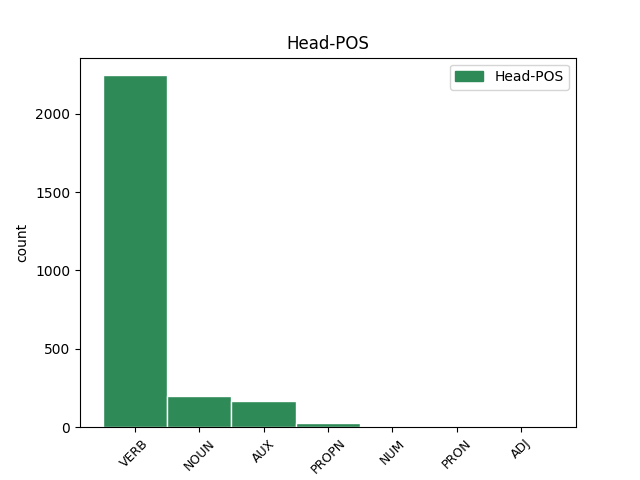 Head-POS
Head-POS
2000
1500
1000
500
0
count
VERB
NOUN
AUX
PROPN
NUM
PRON
ADJ